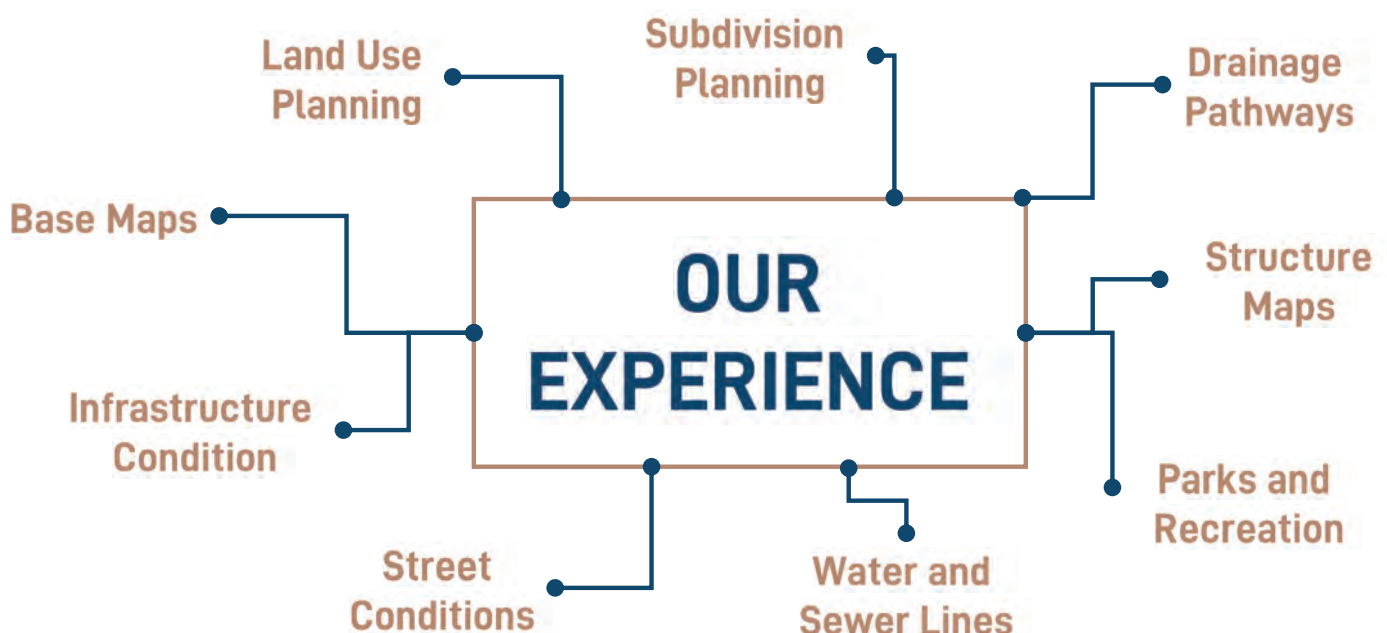 Land Use
Planning
Subdivision
Planning
Drainage
Pathways
Base Maps
OUR
EXPERIENCE
Structure
Maps
Infrastructure
Condition
Parks and
Recreation
Street
Conditions
Water and
Sewer Lines